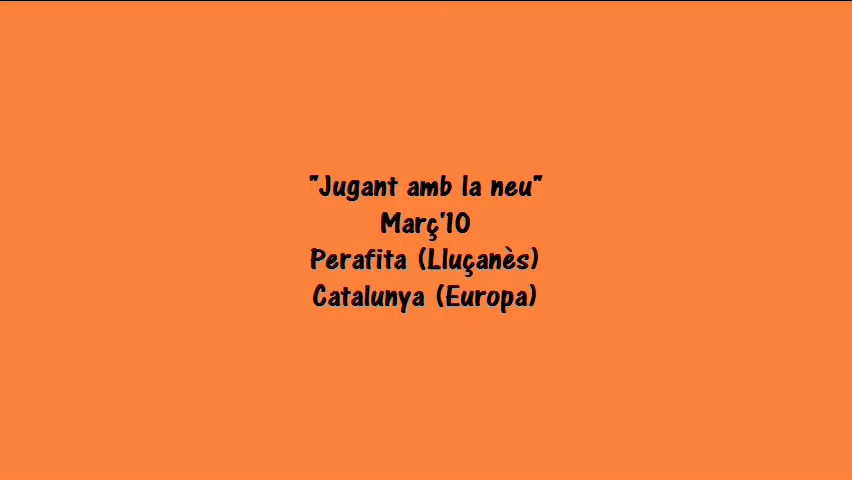 "Jugant amb la neu"
Març'10
Perafita (Lluçanès)
Catalunya (Europa)